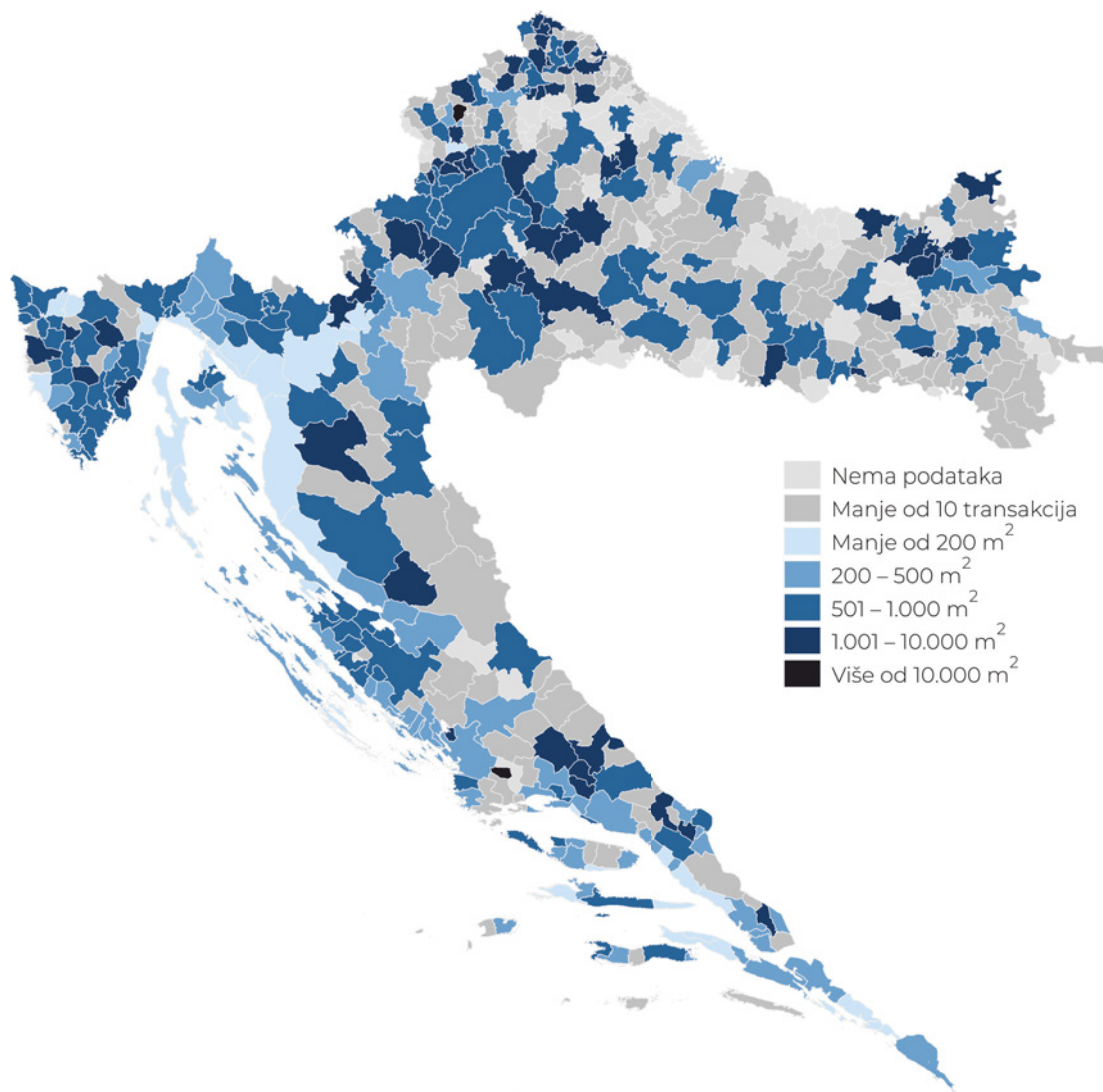 Nema podataka
Manje od 10 transakcija
Manje od 200 m²
200 – 500 m²
501 – 1.000 m²
1.001 – 10.000 m²
Više od 10.000 m²